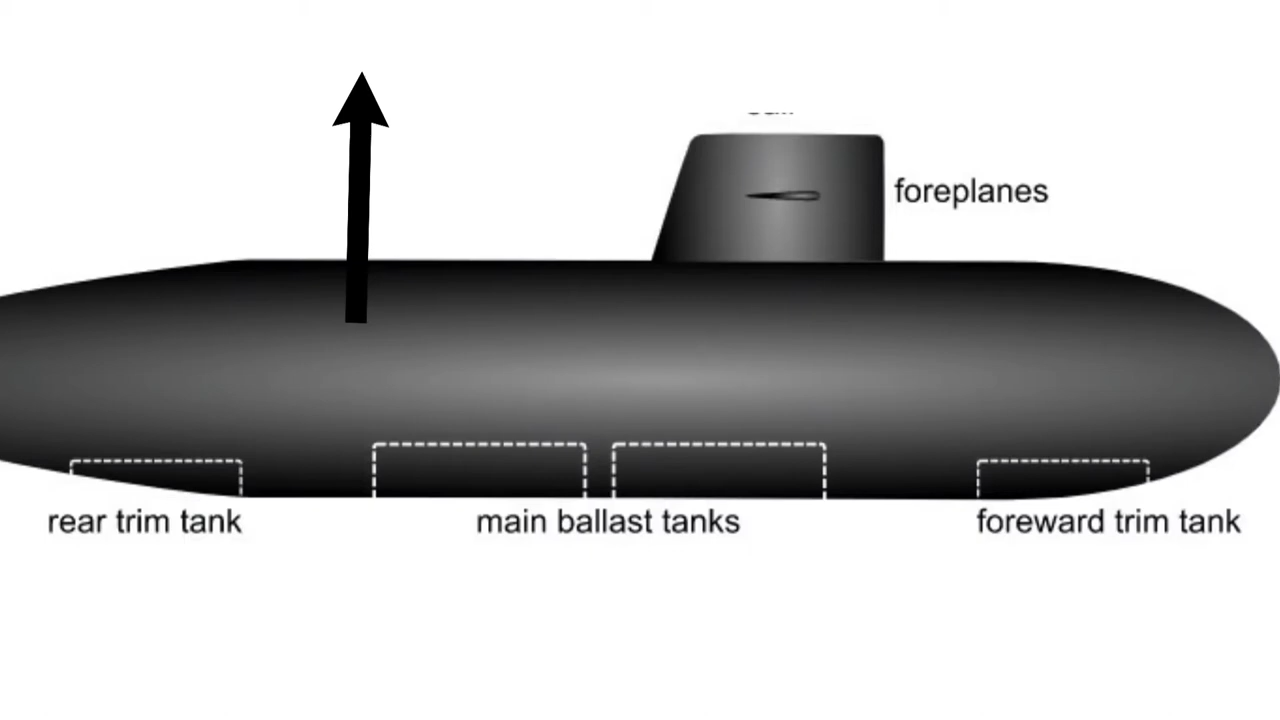 foreplanes
rear trim tank
main ballast tanks
foreward trim tank